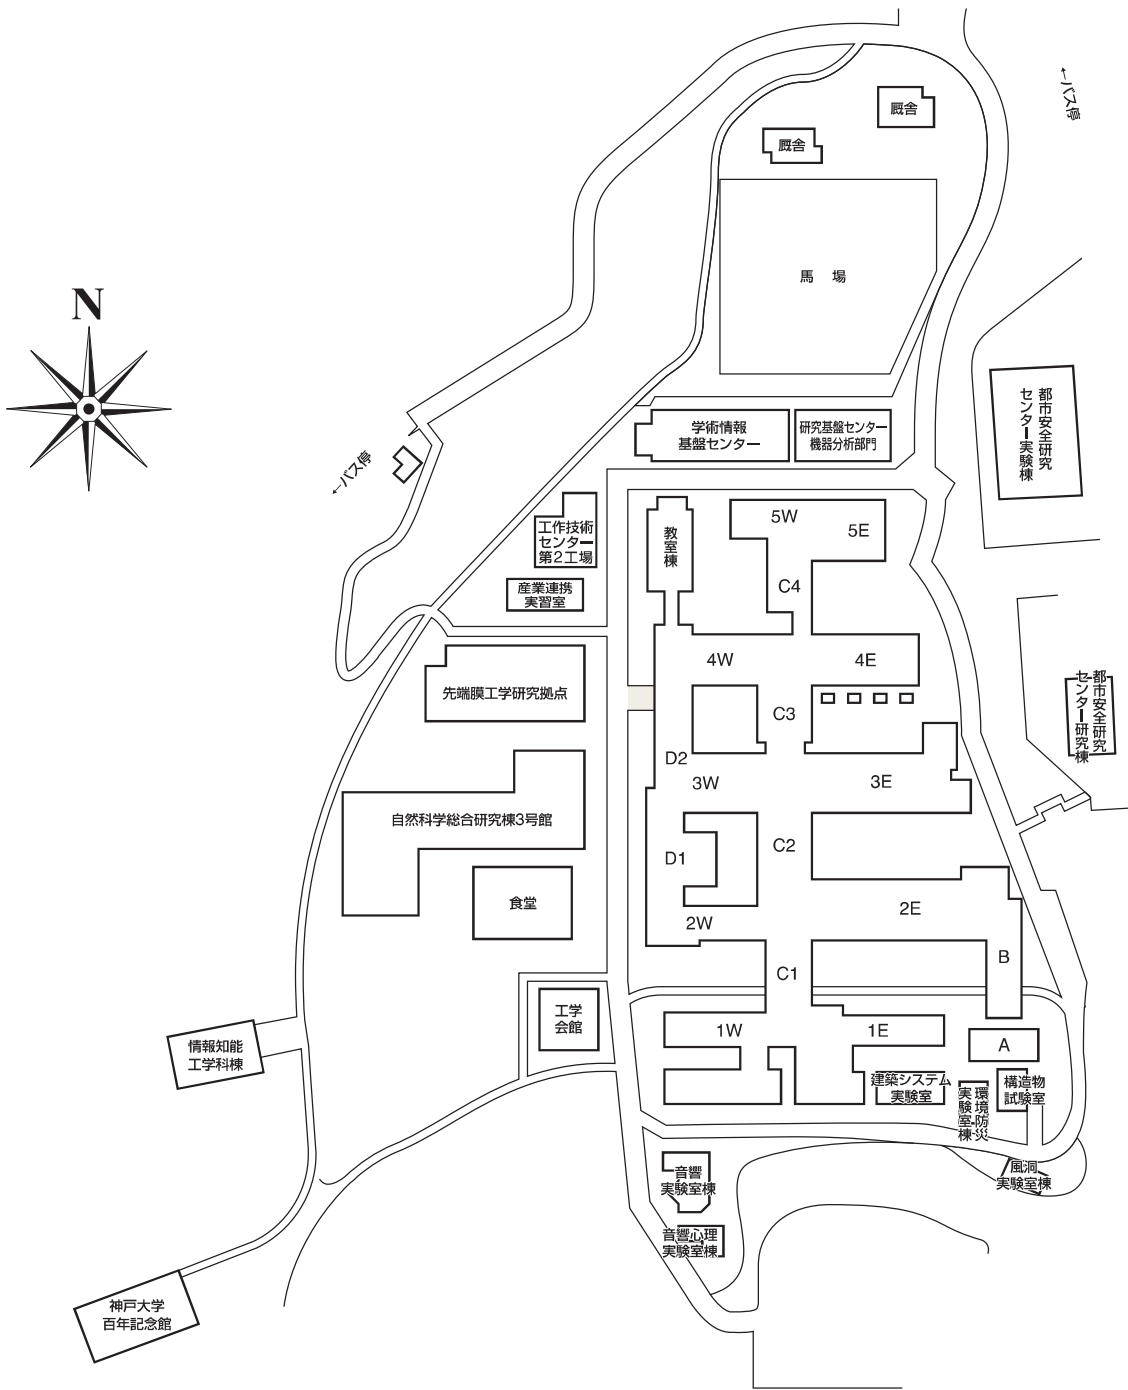 ←バス停
厩舎
厩舎
馬 場
N
←バス停
学術情報
基盤センター
研究基盤センター
機器分析部門
都市安全研究
センター実験棟
工作技術
センター
第2工場
教室棟
5W
5E
産業連携
実習室
C4
4W
4E
先端膜工学研究拠点
C3
都市安全研究
センター研究棟
D2
3W
3E
自然科学総合研究棟3号館
C2
D1
食堂
2W
2E
B
C1
工学
会館
1W
1E
A
情報知能
工学科棟
建築システム
実験室
環境防災
実験室棟
構造物
試験室
音響
実験室棟
風洞
実験室棟
音響心理
実験室棟
神戸大学
百年記念館